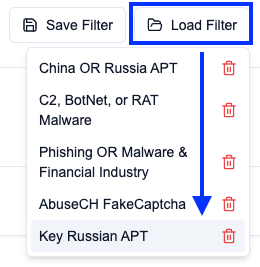 Save Filter
Load Filter
China OR Russia APT
C2, BotNet, or RAT
Malware
Phishing OR Malware &
Financial Industry
AbuseCH FakeCaptcha
Key Russian APT